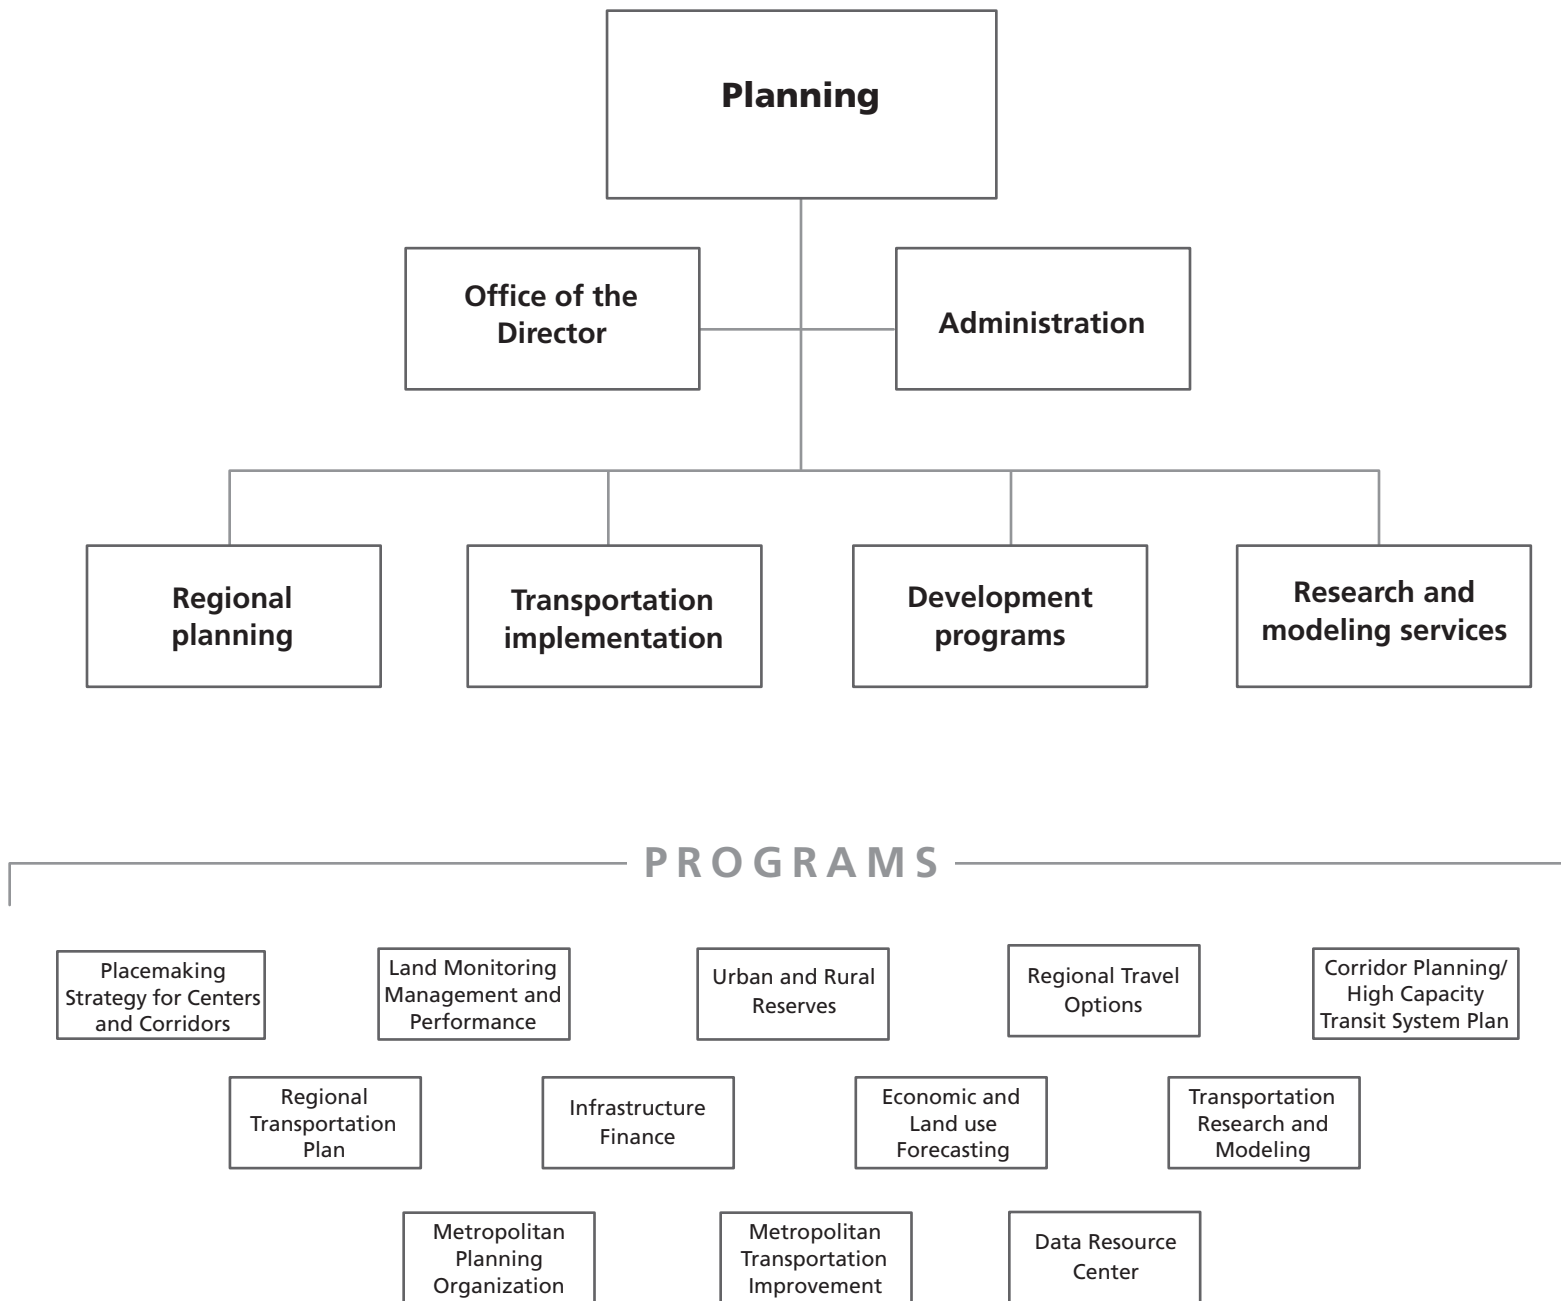 Planning
Office of the
Director
Administration
Regional
planning
Transportation
implementation
Development
programs
Research and
modeling services
PROGRAMS
Placemaking
Strategy for Centers
and Corridors
Land Monitoring
Management and
Performance
Urban and Rural
Reserves
Regional Travel
Options
Corridor Planning/
High Capacity
Transit System Plan
Regional
Transportation
Plan
Infrastructure
Finance
Economic and
Land use
Forecasting
Transportation
Research and
Modeling
Metropolitan
Planning
Organization
Metropolitan
Transportation
Improvement
Data Resource
Center